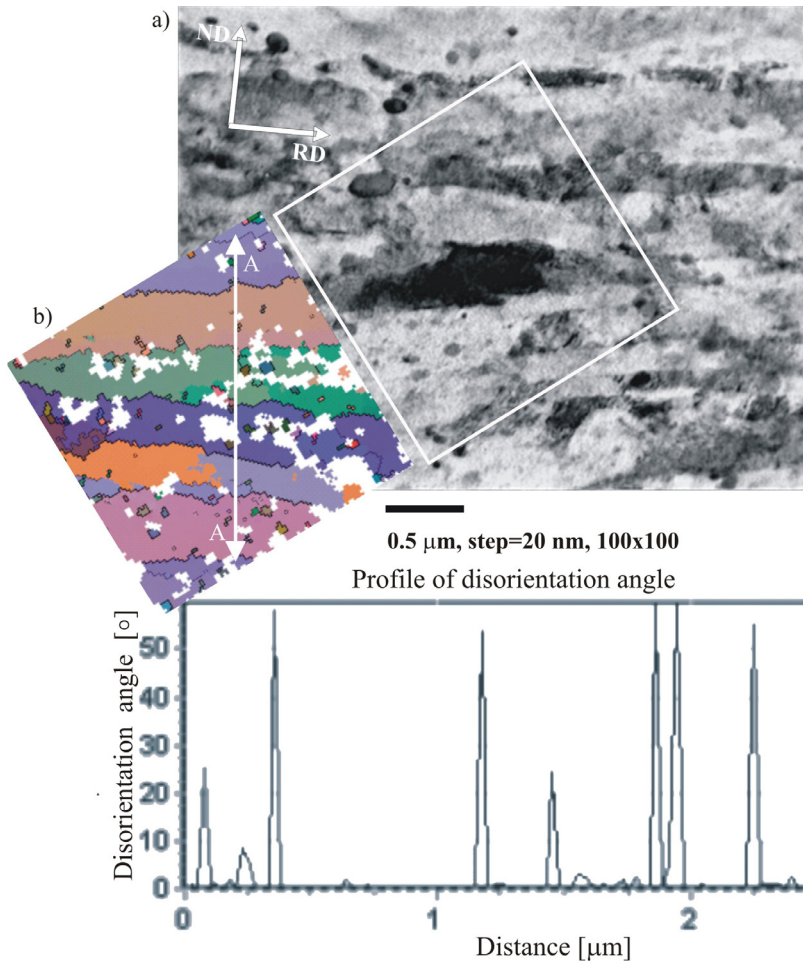 a)
ND
RD
A
b)
A
0.5 µm, step=20 nm, 100x100
Profile of disorientation angle
Disorientation angle [○]
50
40
30
20
10
0
0 1 2
Distance [µm]